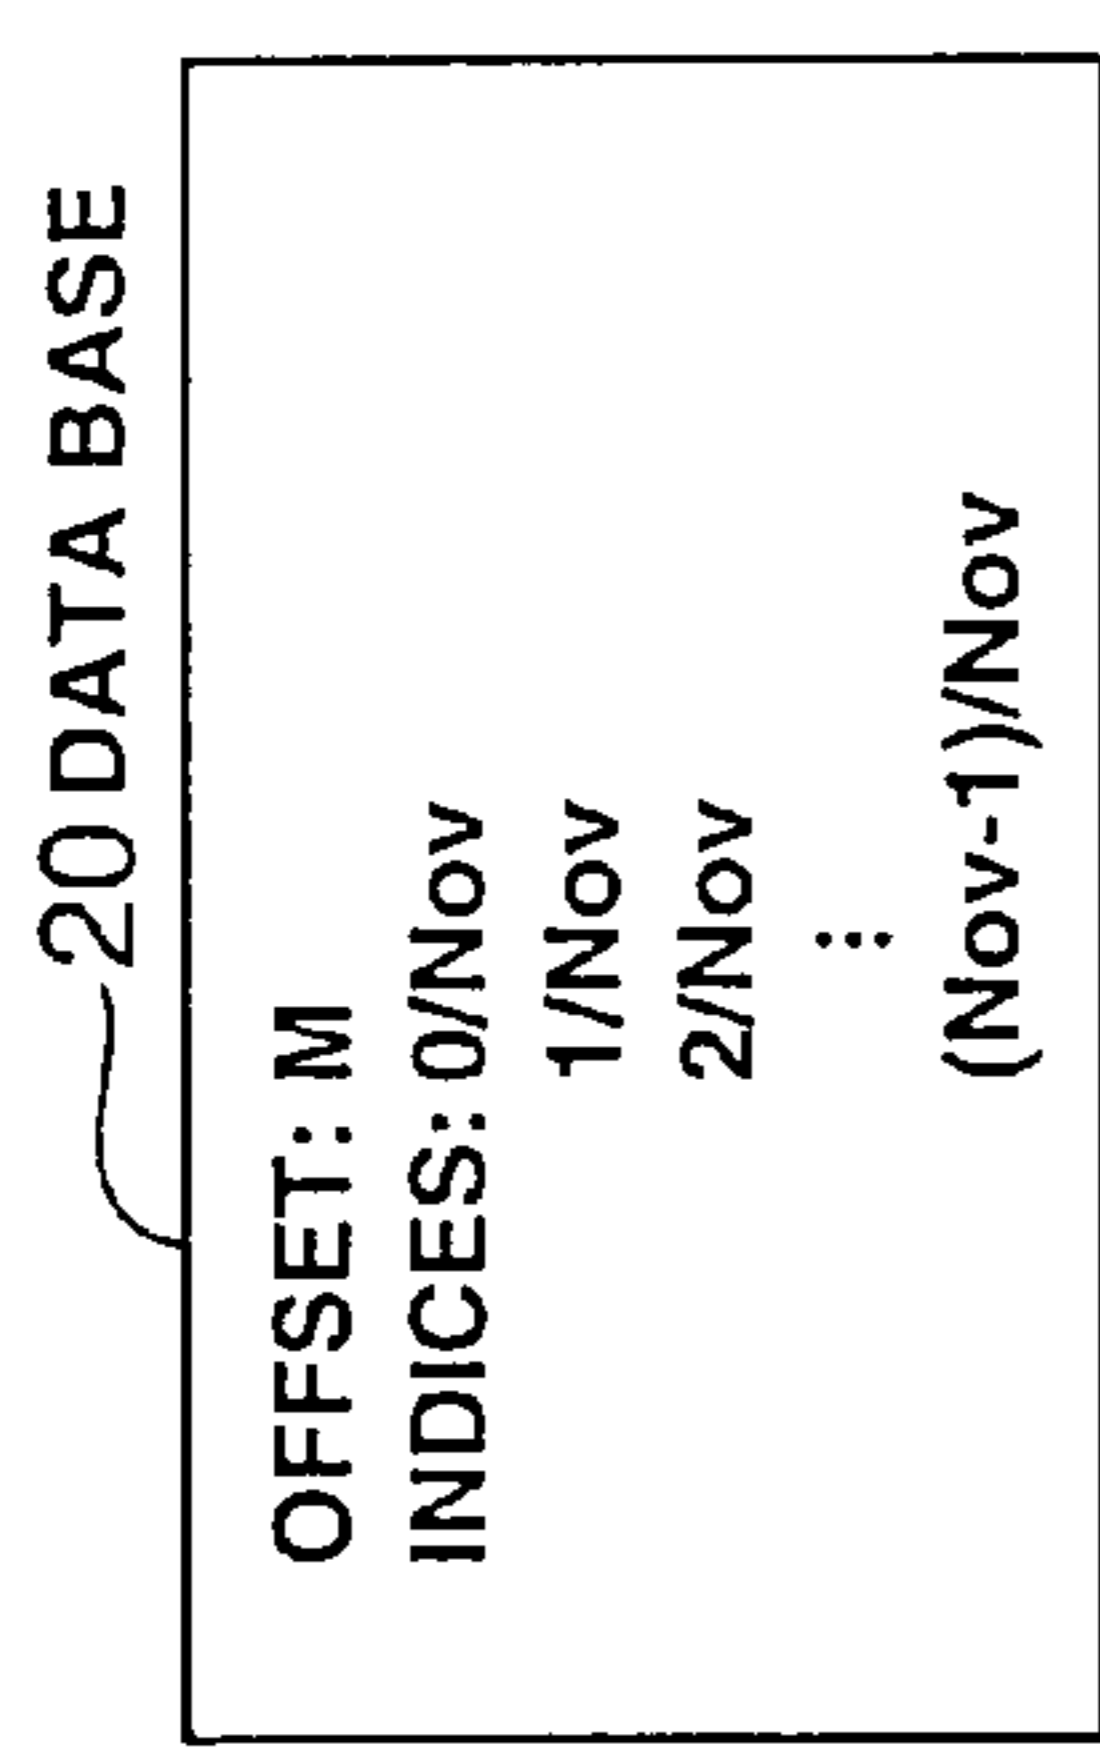 20 DATA BASE
OFFSET: M
INDICES: 0/Nov
1/Nov
2/Nov
⋮
(Nov-1)/Nov